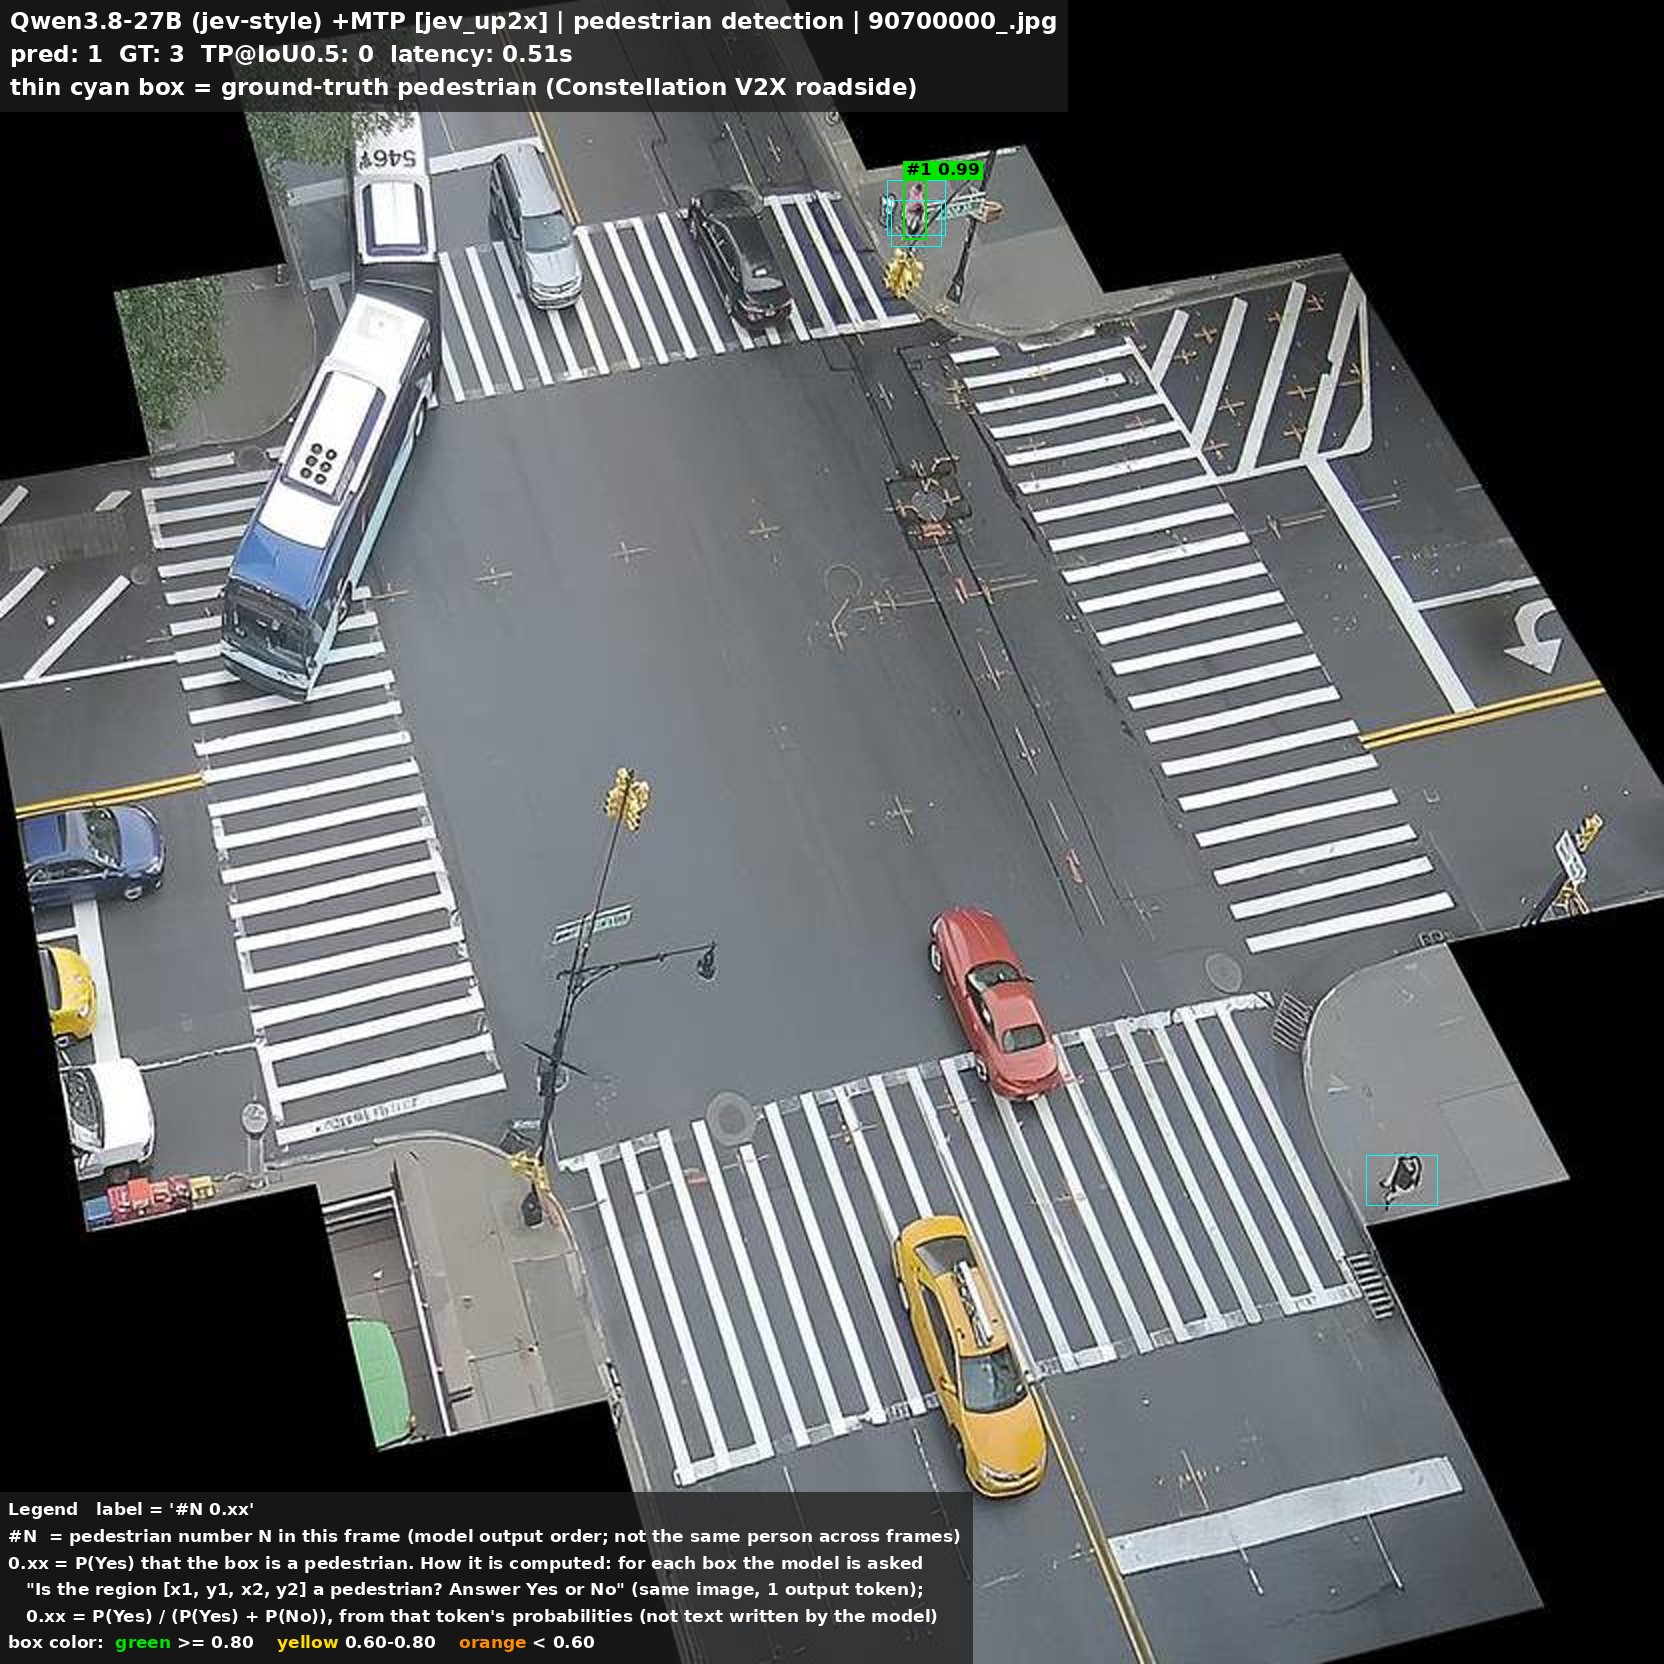 Qwen3.8-27B (jev-style) +MTP [jev_up2x] | pedestrian detection | 90700000_.jpg
pred: 1  GT: 3  TP@IoU0.5: 0  latency: 0.51s
thin cyan box = ground-truth pedestrian (Constellation V2X roadside)
5467
#1 0.99
Legend   label = '#N 0.xx'
#N  = pedestrian number N in this frame (model output order; not the same person across frames)
0.xx = P(Yes) that the box is a pedestrian. How it is computed: for each box the model is asked
"Is the region [x1, y1, x2, y2] a pedestrian? Answer Yes or No" (same image, 1 output token);
0.xx = P(Yes) / (P(Yes) + P(No)), from that token's probabilities (not text written by the model)
box color:  green >= 0.80    yellow 0.60-0.80    orange < 0.60